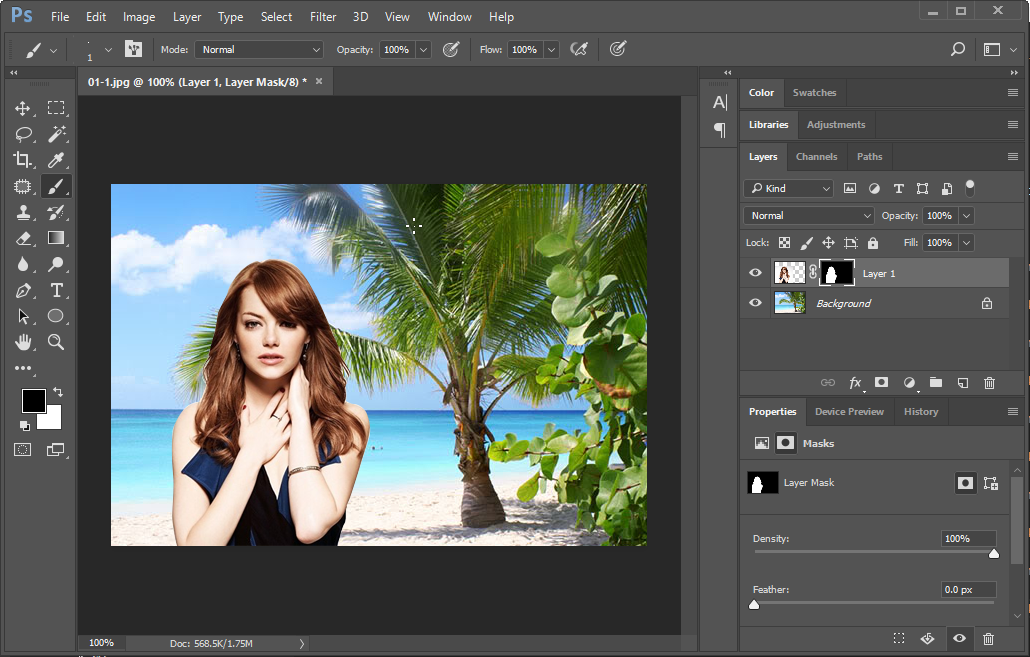 Ps File Edit Image Layer Type Select Filter 3D View Window Help
1 Mode: Normal Opacity: 100% Flow: 100%
01-1.jpg @ 100% (Layer 1, Layer Mask/8) * ×
A
Color Swatches
Libraries Adjustments
Layers Channels Paths
Kind T
Normal Opacity: 100%
Lock: Fill: 100%
Layer 1
Background
T
fx
Properties Device Preview History
Masks
Layer Mask
Density: 100%
Feather: 0.0 px
100% Doc: 568.5K/1.75M